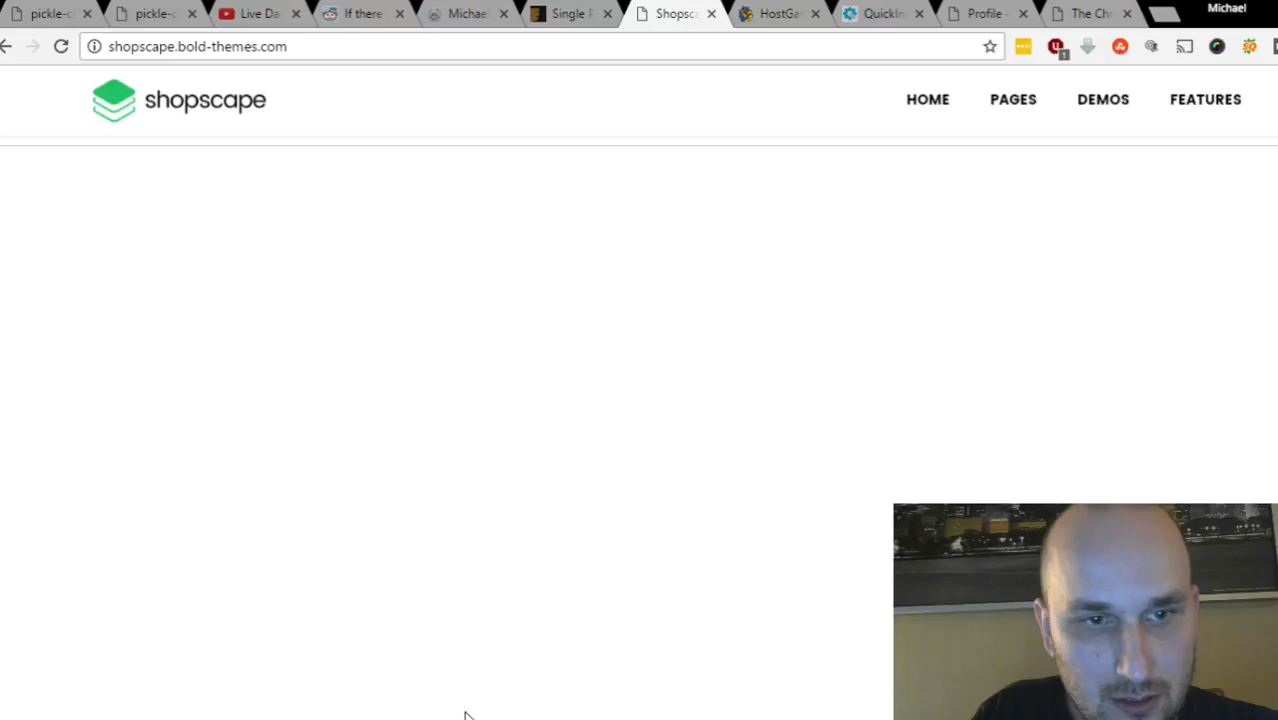 pickle-c
pickle-c
Live Da
If there
Michae
Single P
Shopsc
HostGa
QuickIn
Profile
The Ch
Michael
shopscape.bold-themes.com
1
shopscape
HOME
PAGES
DEMOS
FEATURES